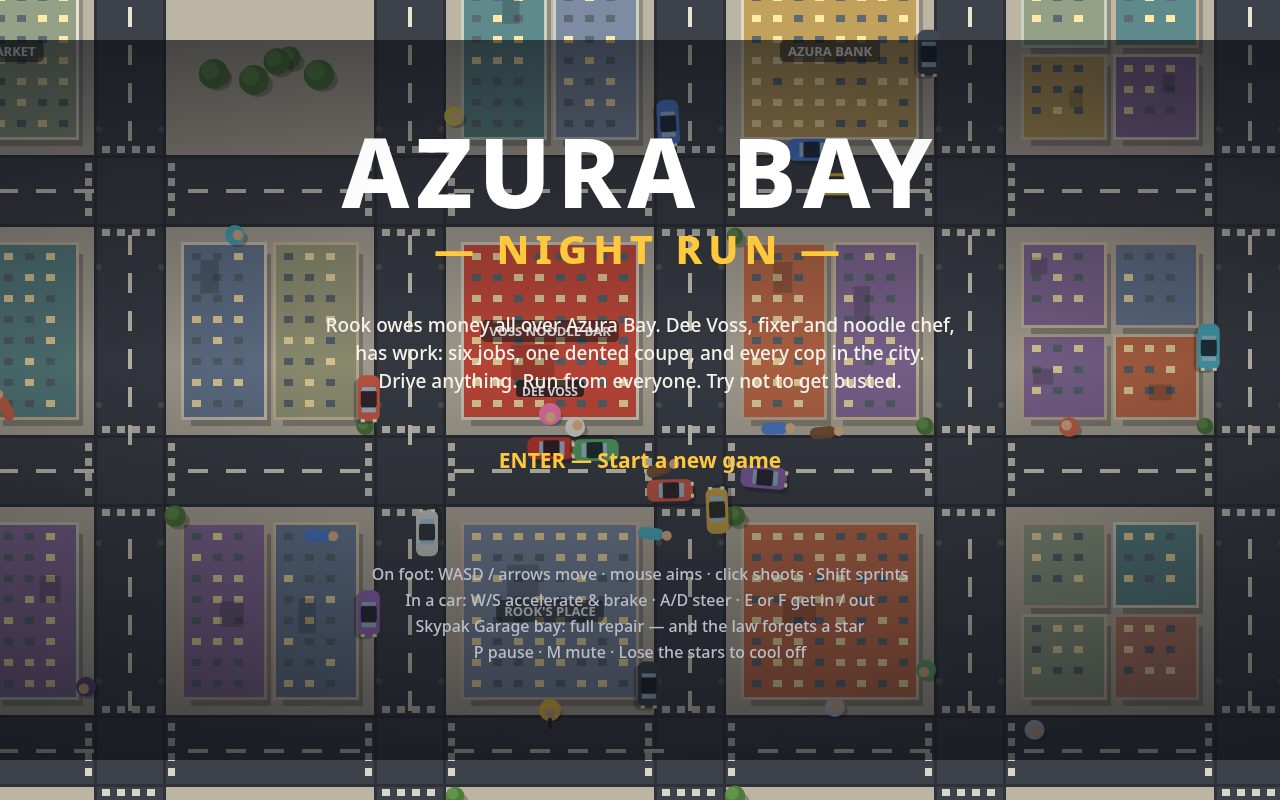 ARKET
AZURA BANK
AZURA BAY
— NIGHT RUN —
Rook owes money all over Azura Bay. Dee Voss, fixer and noodle chef,
VOSS NOODLE BAR
has work: six jobs, one dented coupe, and every cop in the city.
Drive anything. Run from everyone. Try not to get busted.
DEE VOSS
ENTER — Start a new game
On foot: WASD / arrows move · mouse aims · click shoots · Shift sprints
In a car: W/S accelerate & brake · A/D steer · E or F get in / out
ROOK'S PLACE
Skypak Garage bay: full repair — and the law forgets a star
P pause · M mute · Lose the stars to cool off